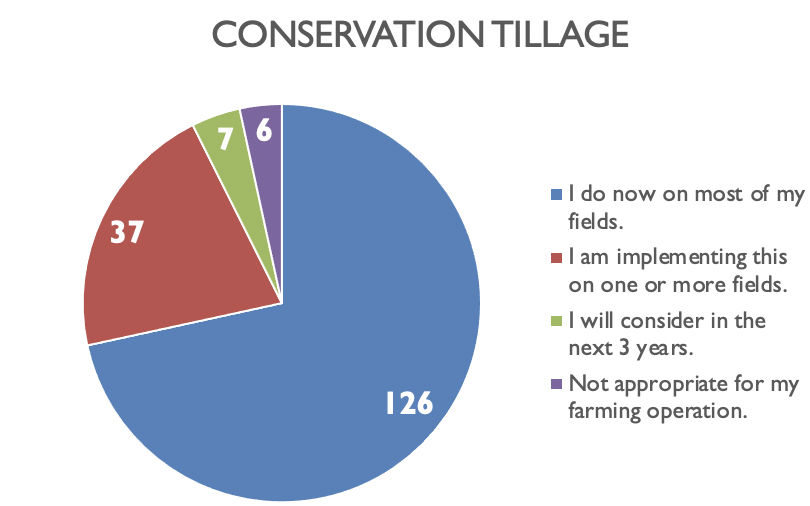 CONSERVATION TILLAGE
7
6
37
126
I do now on most of my
fields.
I am implementing this
on one or more fields.
I will consider in the
next 3 years.
Not appropriate for my
farming operation.